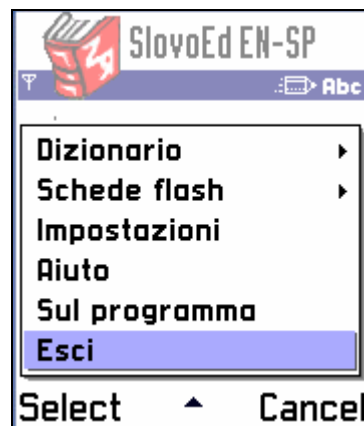 SlovoEd EN-SP
Abc
Dizionario
Schede flash
Impostazioni
Aiuto
Sul programma
Esci
Select Cancel